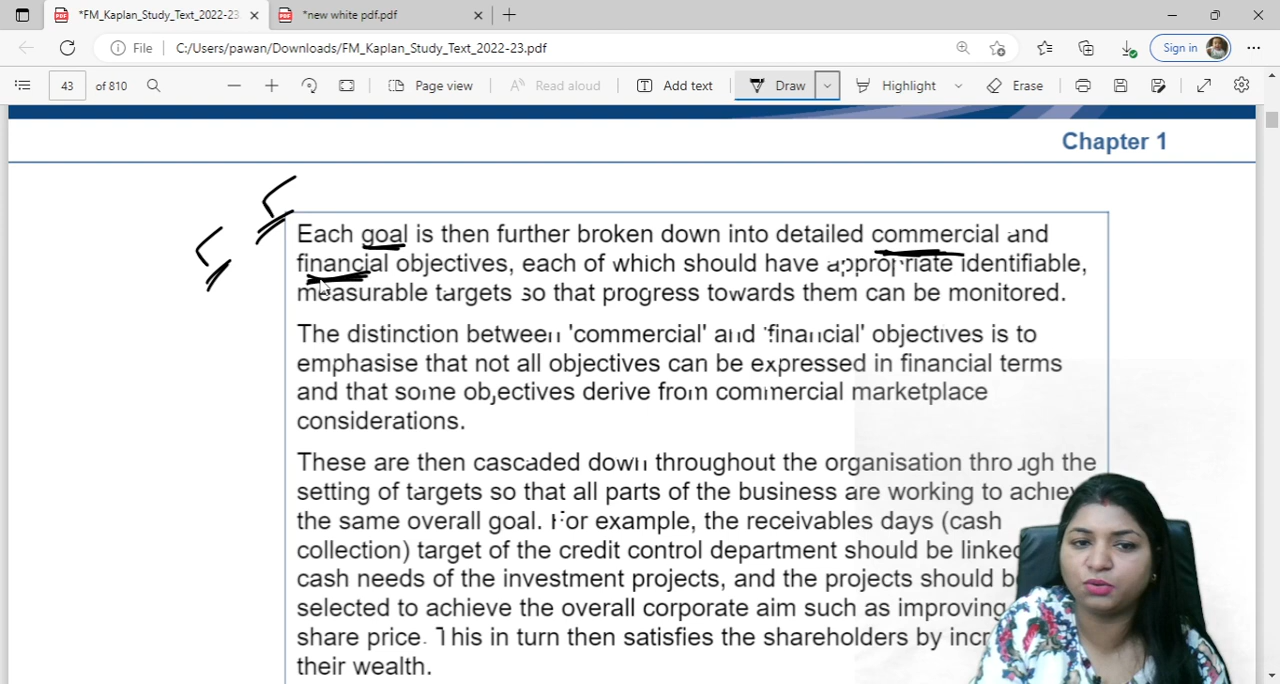 *FM_Kaplan_Study_Text_2022-23
*new white pdf.pdf
File
C:/Users/pawan/Downloads/FM_Kaplan_Study_Text_2022-23.pdf
Sign in
43 of 810
Page view
Read aloud
Add text
Draw
Highlight
Erase
Chapter 1
Each goal is then further broken down into detailed commercial and
financial objectives, each of which should have appropriate identifiable,
measurable targets so that progress towards them can be monitored.
The distinction between 'commercial' and 'financial' objectives is to
emphasise that not all objectives can be expressed in financial terms
and that some objectives derive from commercial marketplace
considerations.
These are then cascaded down throughout the organisation through the
setting of targets so that all parts of the business are working to
the same overall goal. For example, the receivables days (cash
collection) target of the credit control department should be
cash needs of the investment projects, and the projects should
selected to achieve the overall corporate aim such as improving
share price. This in turn then satisfies the shareholders by
their wealth.